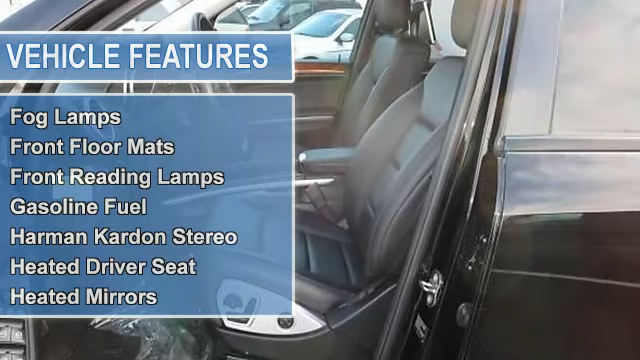 VEHICLE FEATURES
Fog Lamps
Front Floor Mats
Front Reading Lamps
Gasoline Fuel
Harman Kardon Stereo
Heated Driver Seat
Heated Mirrors